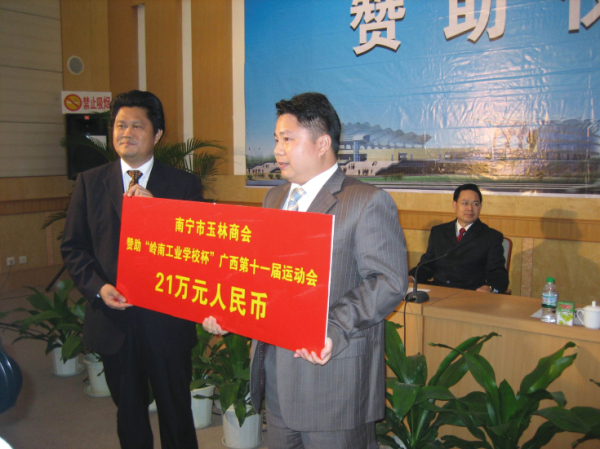 赞助
禁止吸烟
南宁市玉林商会
赞助“岭南工业学校杯”广西第十一届运动会
21万元人民币